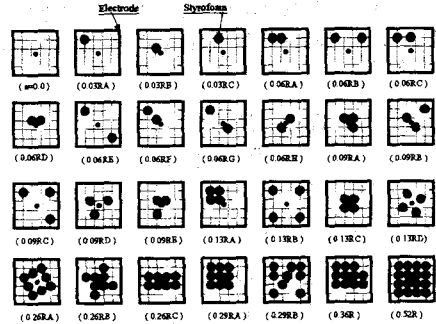 Electrode Styrofoam
(a=0.0) (0.03RA) (0.03RB) (0.03RC) (0.06RA) (0.06RB) (0.06RC)
(0.06RD) (0.06RE) (0.06RF) (0.06RG) (0.06RH) (0.09RA) (0.09RB)
(0.09RC) (0.09RD) (0.09RE) (0.13RA) (0.13RB) (0.13RC) (0.13RD)
(0.26RA) (0.26RB) (0.26RC) (0.29RA) (0.29RB) (0.36R) (0.52R)